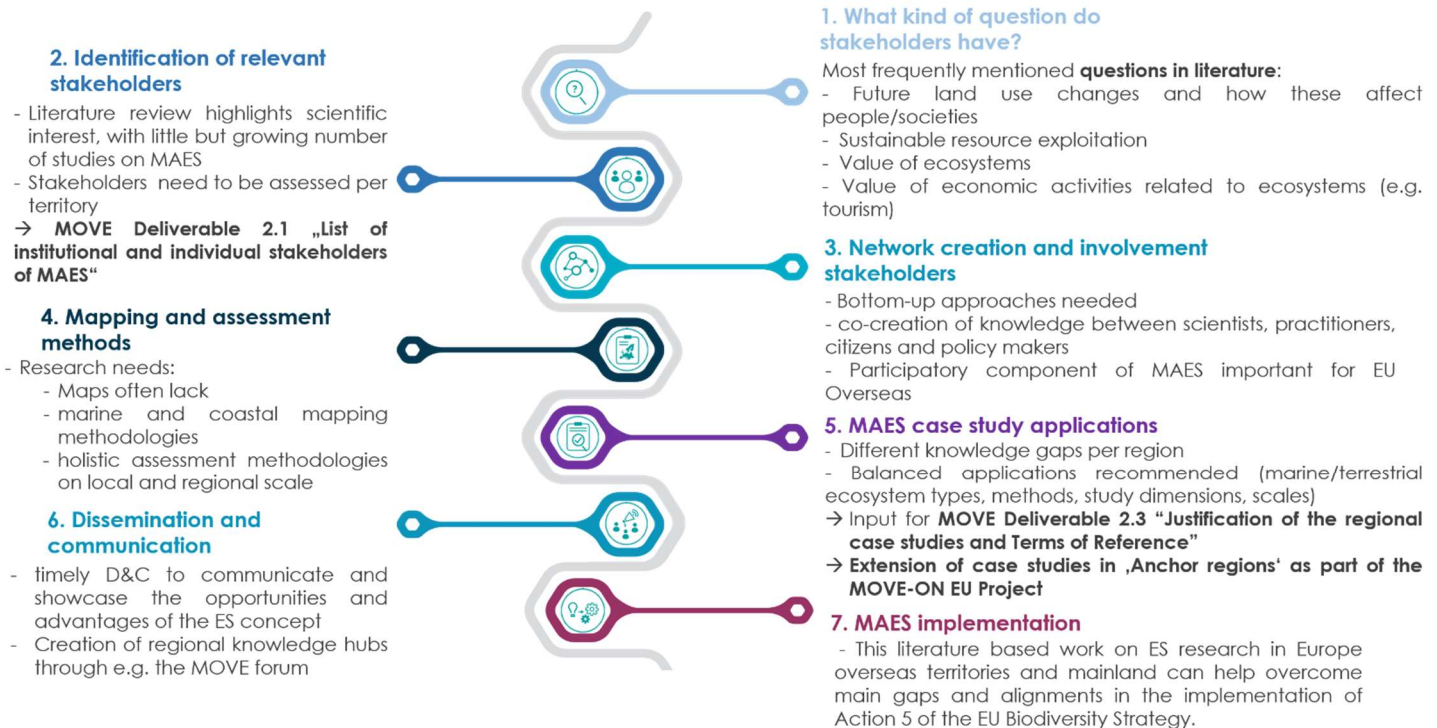 1. What kind of question do
stakeholders have?
Most frequently mentioned questions in literature:
- Future land use changes and how these affect
people/societies
- Sustainable resource exploitation
- Value of ecosystems
- Value of economic activities related to ecosystems (e.g.
tourism)
2. Identification of relevant
stakeholders
- Literature review highlights scientific
interest, with little but growing number
of studies on MAES
- Stakeholders need to be assessed per
territory
→ MOVE Deliverable 2.1 „List of
institutional and individual stakeholders
of MAES“
3. Network creation and involvement
stakeholders
- Bottom-up approaches needed
- co-creation of knowledge between scientists, practitioners,
citizens and policy makers
- Participatory component of MAES important for EU
Overseas
4. Mapping and assessment
methods
- Research needs:
- Maps often lack
- marine and coastal mapping
methodologies
- holistic assessment methodologies
on local and regional scale
5. MAES case study applications
- Different knowledge gaps per region
- Balanced applications recommended (marine/terrestrial
ecosystem types, methods, study dimensions, scales)
→ Input for MOVE Deliverable 2.3 “Justification of the regional
case studies and Terms of Reference”
→ Extension of case studies in ‚Anchor regions‘ as part of the
MOVE-ON EU Project
6. Dissemination and
communication
- timely D&C to communicate and
showcase the opportunities and
advantages of the ES concept
- Creation of regional knowledge hubs
through e.g. the MOVE forum
7. MAES implementation
- This literature based work on ES research in Europe
overseas territories and mainland can help overcome
main gaps and alignments in the implementation of
Action 5 of the EU Biodiversity Strategy.